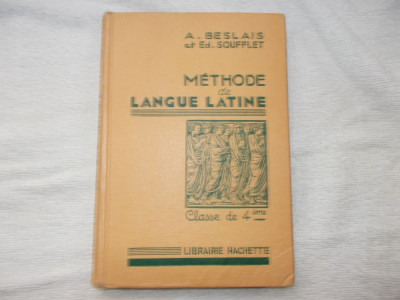 A. BESLAIS
et ED. SOUFFLET
MÉTHODE
de
LANGUE LATINE
Classe de 4ème
LIBRAIRIE HACHETTE